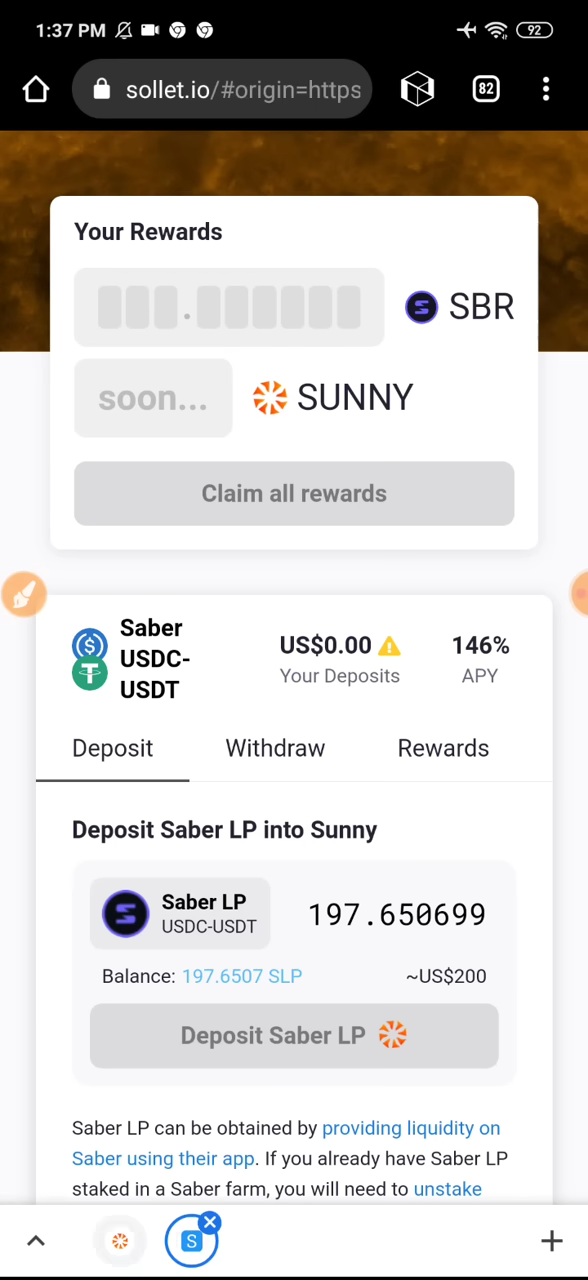 1:37 PM 92
sollet.io/#origin=https 82
Your Rewards
SBR
soon... SUNNY
Claim all rewards
Saber
USDC-
USDT
US$0.00
Your Deposits
146%
APY
Deposit Withdraw Rewards
Deposit Saber LP into Sunny
Saber LP
USDC-USDT
197.650699
Balance: 197.6507 SLP ~US$200
Deposit Saber LP
Saber LP can be obtained by providing liquidity on
Saber using their app. If you already have Saber LP
staked in a Saber farm, you will need to unstake
S